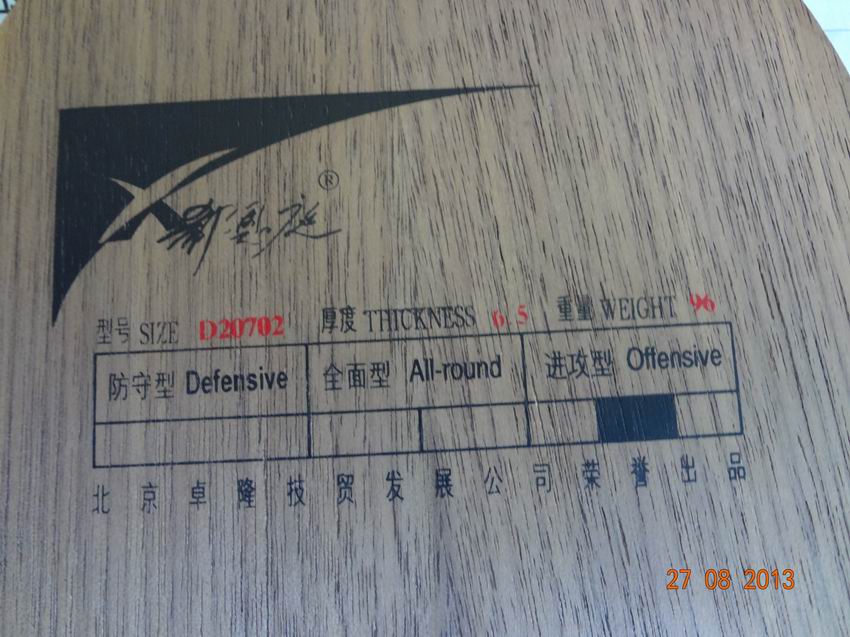 ®
型号 SIZE D20702 厚度 THICKNESS 6.5 重量 WEIGHT 96
防守型 Defensive 全面型 All-round 进攻型 Offensive
北京卓隆技贸发展公司荣誉出品
27 08 2013